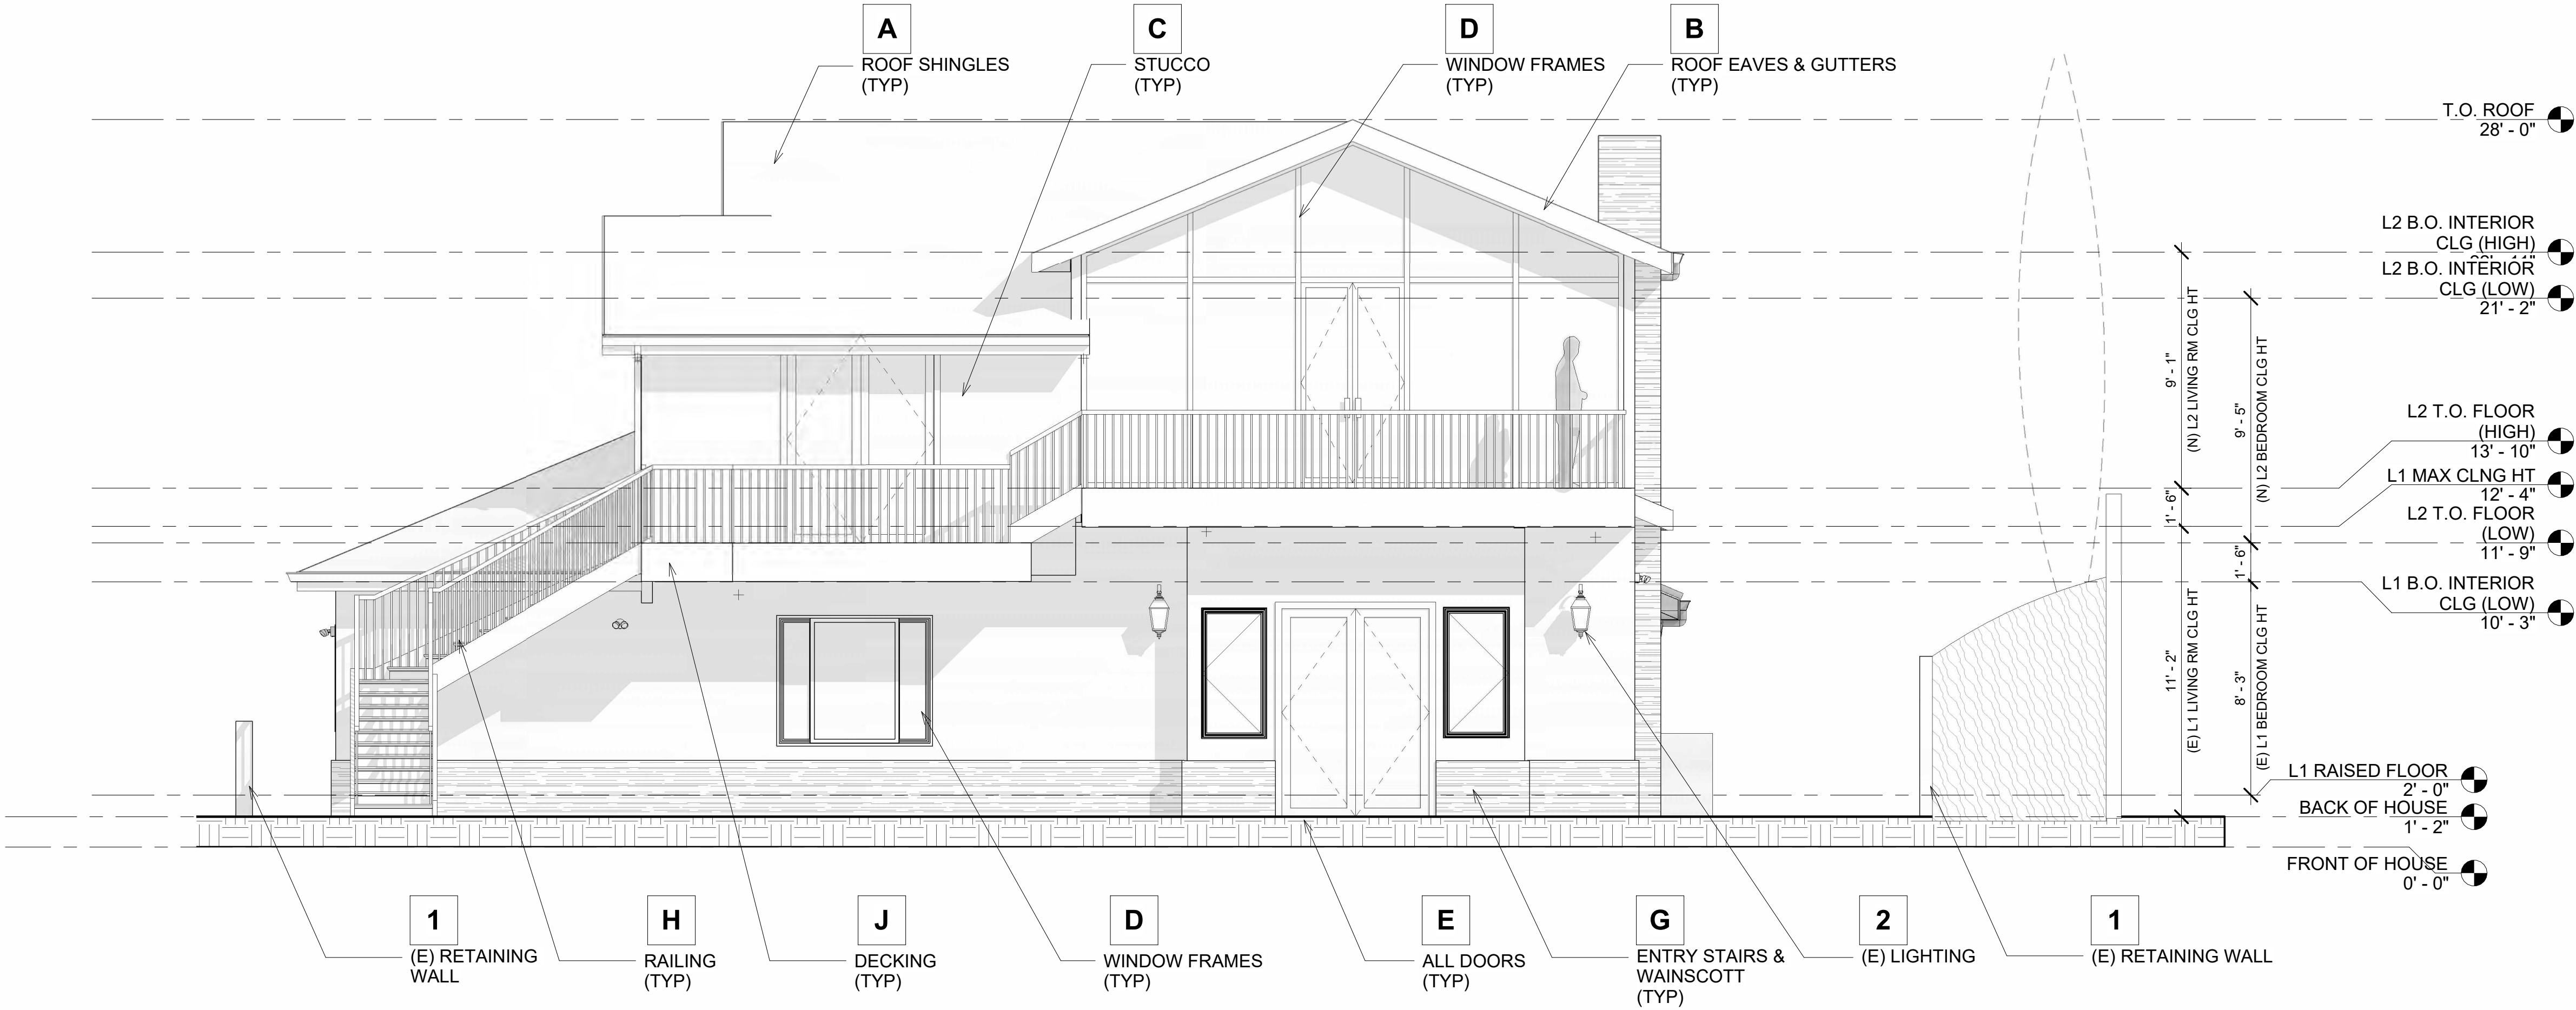 A
ROOF SHINGLES
(TYP)
C
STUCCO
(TYP)
D
WINDOW FRAMES
(TYP)
B
ROOF EAVES & GUTTERS
(TYP)
T.O. ROOF
28' - 0"
L2 B.O. INTERIOR
CLG (HIGH)
L2 B.O. INTERIOR
CLG (LOW)
21' - 2"
L2 T.O. FLOOR
(HIGH)
13' - 10"
L1 MAX CLNG HT
12' - 4"
L2 T.O. FLOOR
(LOW)
11' - 9"
L1 B.O. INTERIOR
CLG (LOW)
10' - 3"
L1 RAISED FLOOR
2' - 0"
BACK OF HOUSE
1' - 2"
FRONT OF HOUSE
0' - 0"
9' - 1"
(N) L2 LIVING RM CLG HT
1' - 6"
11' - 2"
(E) L1 LIVING RM CLG HT
9' - 5"
(N) L2 BEDROOM CLG HT
1' - 6"
8' - 3"
(E) L1 BEDROOM CLG HT
1
(E) RETAINING
WALL
H
RAILING
(TYP)
J
DECKING
(TYP)
D
WINDOW FRAMES
(TYP)
E
ALL DOORS
(TYP)
G
ENTRY STAIRS &
WAINSCOTT
(TYP)
2
(E) LIGHTING
1
(E) RETAINING WALL